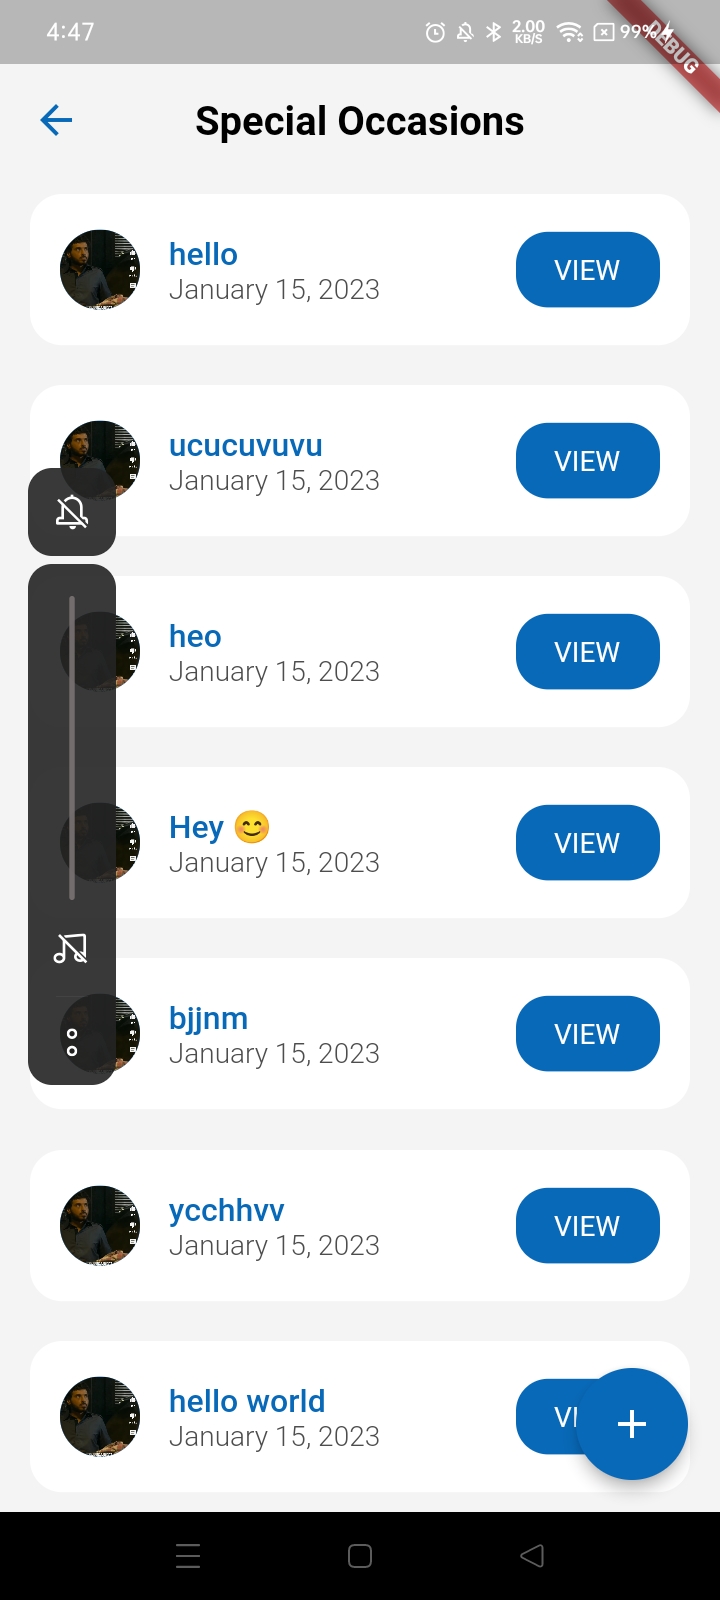 4:47
2.00
KB/S
99%
DEBUG
Special Occasions
hello
January 15, 2023
VIEW
ucucuvuvu
January 15, 2023
VIEW
heo
January 15, 2023
VIEW
Hey 😊
January 15, 2023
VIEW
bjjnm
January 15, 2023
VIEW
ycchhvv
January 15, 2023
VIEW
hello world
January 15, 2023
VI